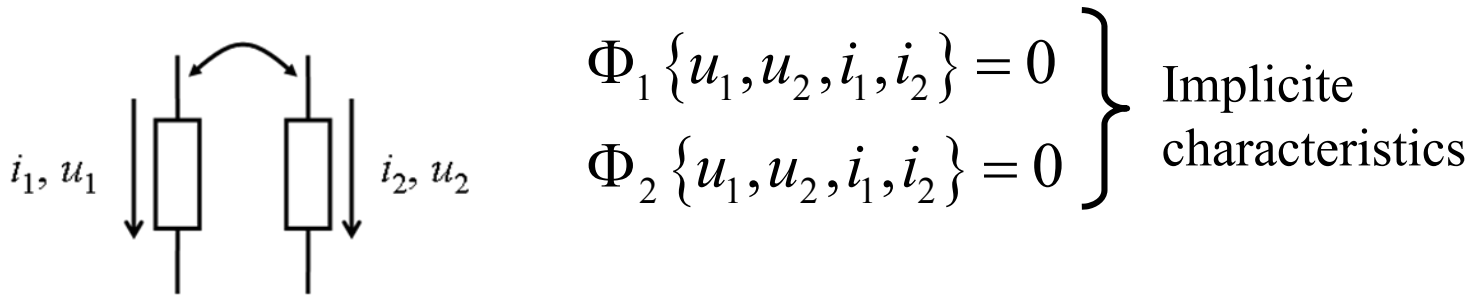 i₁, u₁
i₂, u₂
Φ₁{u₁,u₂,i₁,i₂} = 0
Φ₂{u₁,u₂,i₁,i₂} = 0
Implicite
characteristics